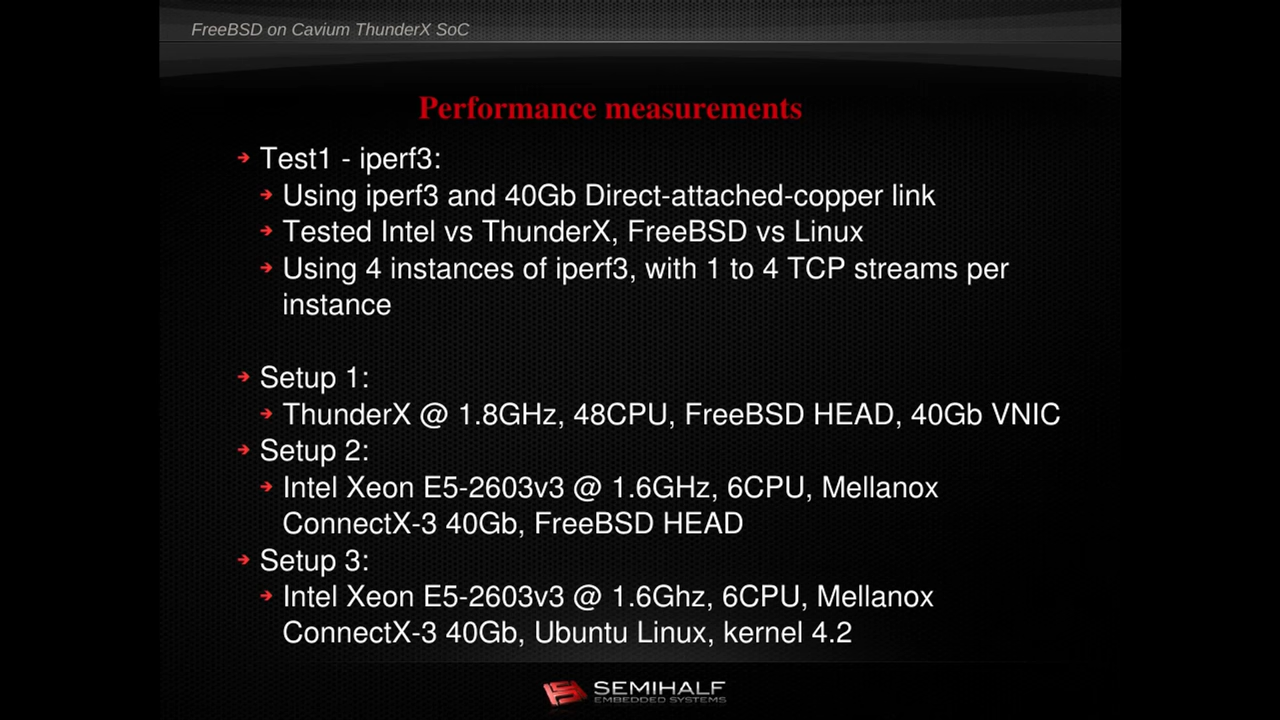 FreeBSD on Cavium ThunderX SoC
Performance measurements
Test1 - iperf3:
Using iperf3 and 40Gb Direct-attached-copper link
Tested Intel vs ThunderX, FreeBSD vs Linux
Using 4 instances of iperf3, with 1 to 4 TCP streams per
instance
Setup 1:
ThunderX @ 1.8GHz, 48CPU, FreeBSD HEAD, 40Gb VNIC
Setup 2:
Intel Xeon E5-2603v3 @ 1.6GHz, 6CPU, Mellanox
ConnectX-3 40Gb, FreeBSD HEAD
Setup 3:
Intel Xeon E5-2603v3 @ 1.6Ghz, 6CPU, Mellanox
ConnectX-3 40Gb, Ubuntu Linux, kernel 4.2
SEMIHALF
EMBEDDED SYSTEMS